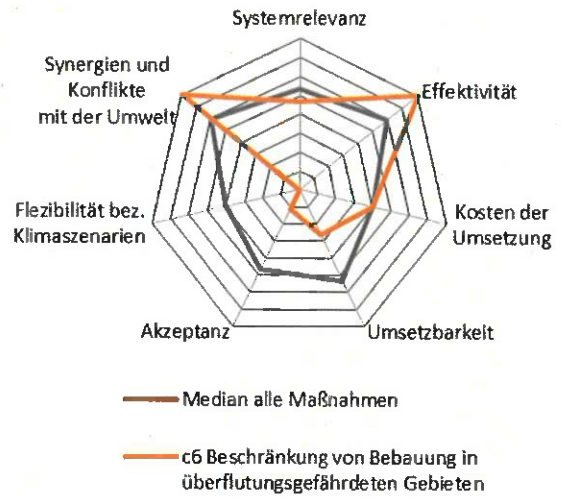 Systemrelevanz
Synergien und
Konflikte
mit der Umwelt
Effektivität
Flezibilität bez.
Klimaszenarien
Kosten der
Umsetzung
Akzeptanz
Umsetzbarkeit
Median alle Maßnahmen
c6 Beschränkung von Bebauung in
überflutungsgefährdeten Gebieten